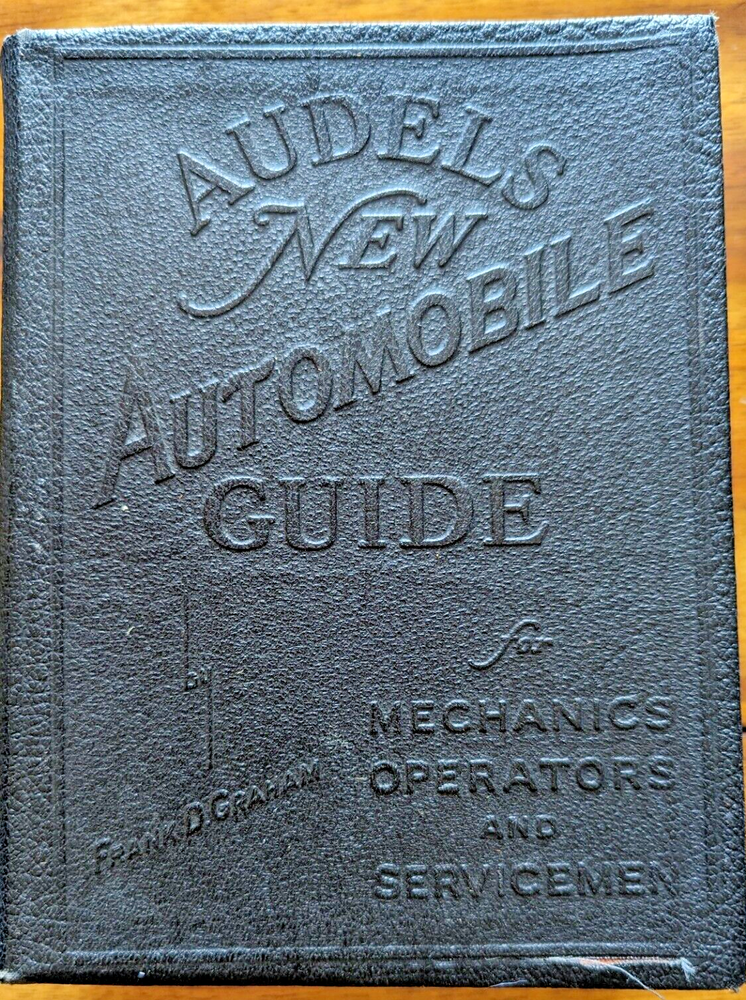 AUDELS
NEW
AUTOMOBILE
GUIDE
for
MECHANICS
OPERATORS
AND
SERVICEMEN
BY
FRANK D. GRAHAM